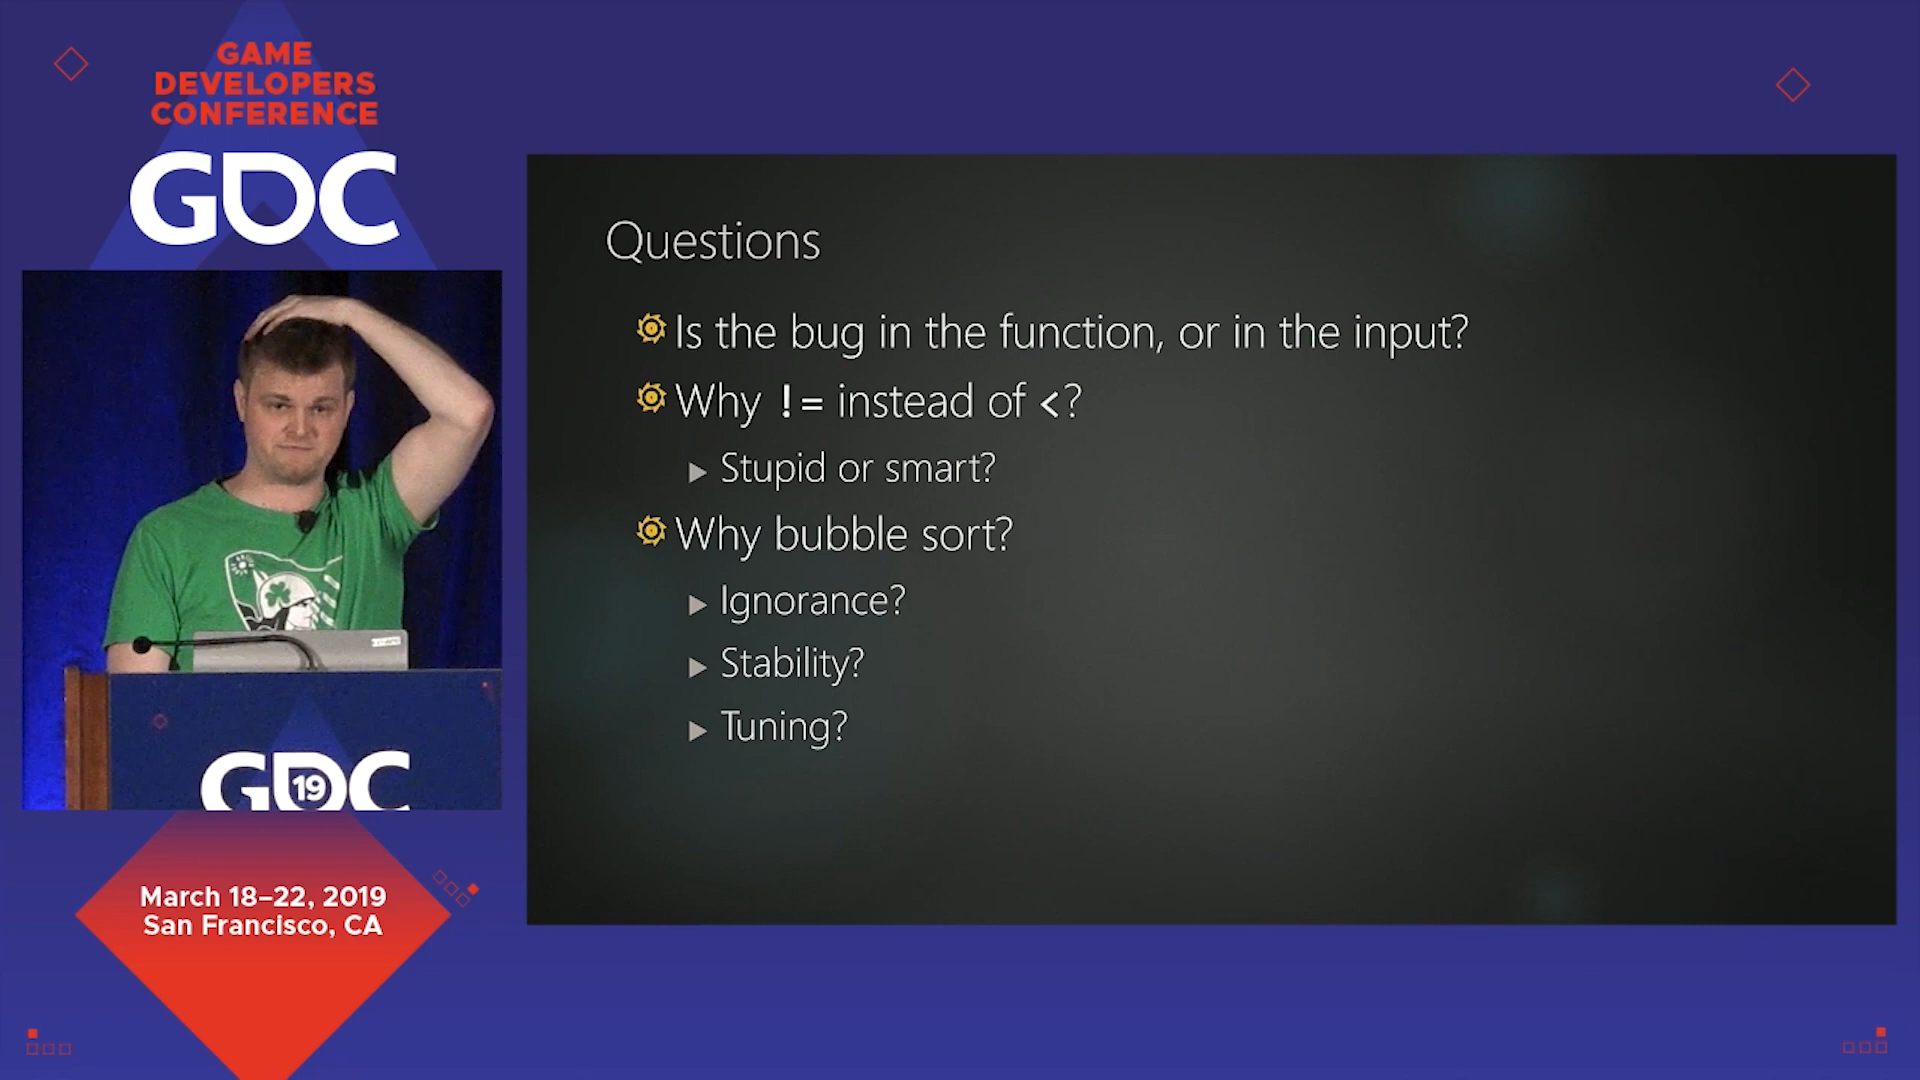 GAME
DEVELOPERS
CONFERENCE
GDC
Questions
Is the bug in the function, or in the input?
Why != instead of <?
Stupid or smart?
Why bubble sort?
Ignorance?
Stability?
Tuning?
GDC
19
March 18–22, 2019
San Francisco, CA